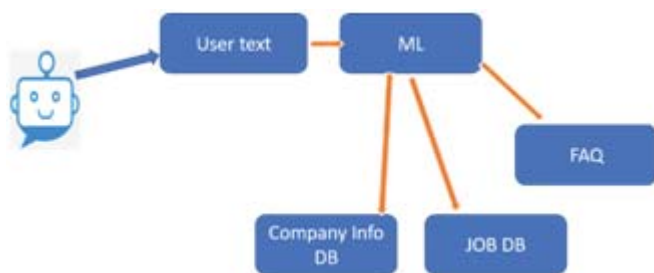 User text
ML
FAQ
Company Info
DB
JOB DB